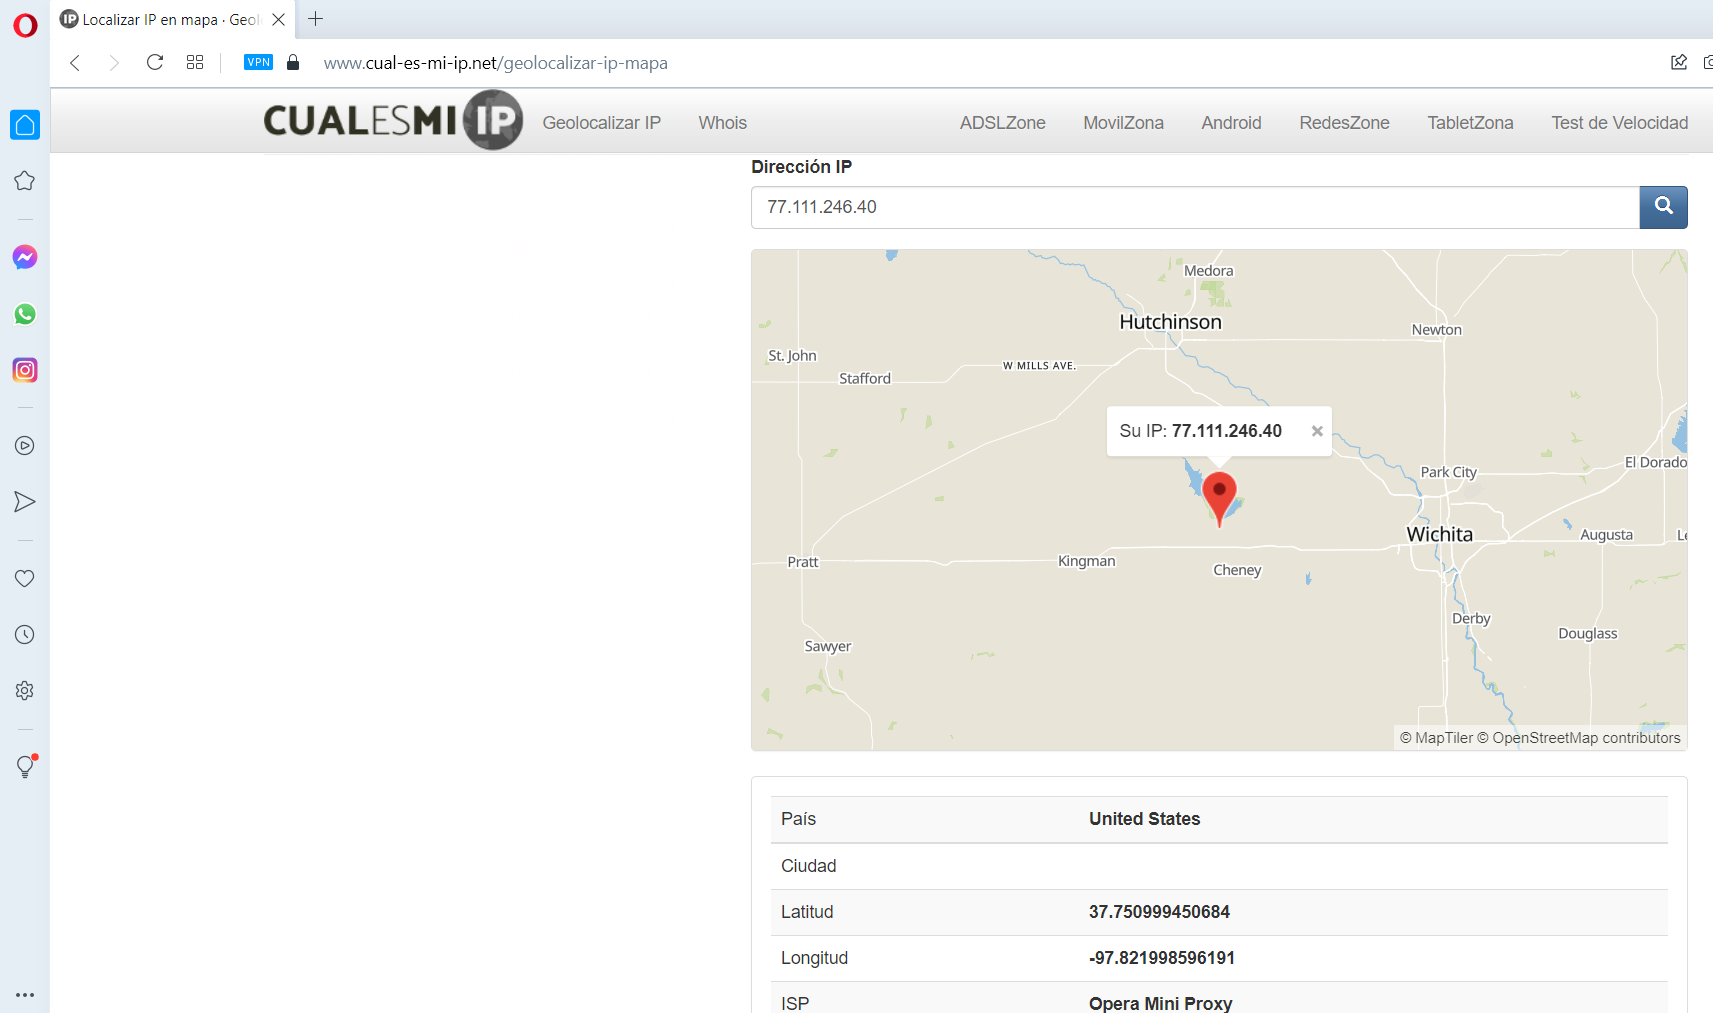 Localizar IP en mapa · Geol
VPN
www.cual-es-mi-ip.net/geolocalizar-ip-mapa
CUALESMI IP
Geolocalizar IP
Whois
ADSLZone
MovilZona
Android
RedesZone
TabletZona
Test de Velocidad
Dirección IP
77.111.246.40
Medora
Hutchinson
Newton
St. John
W MILLS AVE.
Stafford
Su IP: 77.111.246.40
×
El Dorado
Park City
Wichita
Augusta
Le
Pratt
Kingman
Cheney
Derby
Douglass
Sawyer
© MapTiler © OpenStreetMap contributors
País United States
Ciudad
Latitud 37.750999450684
Longitud -97.821998596191
ISP Opera Mini Proxy